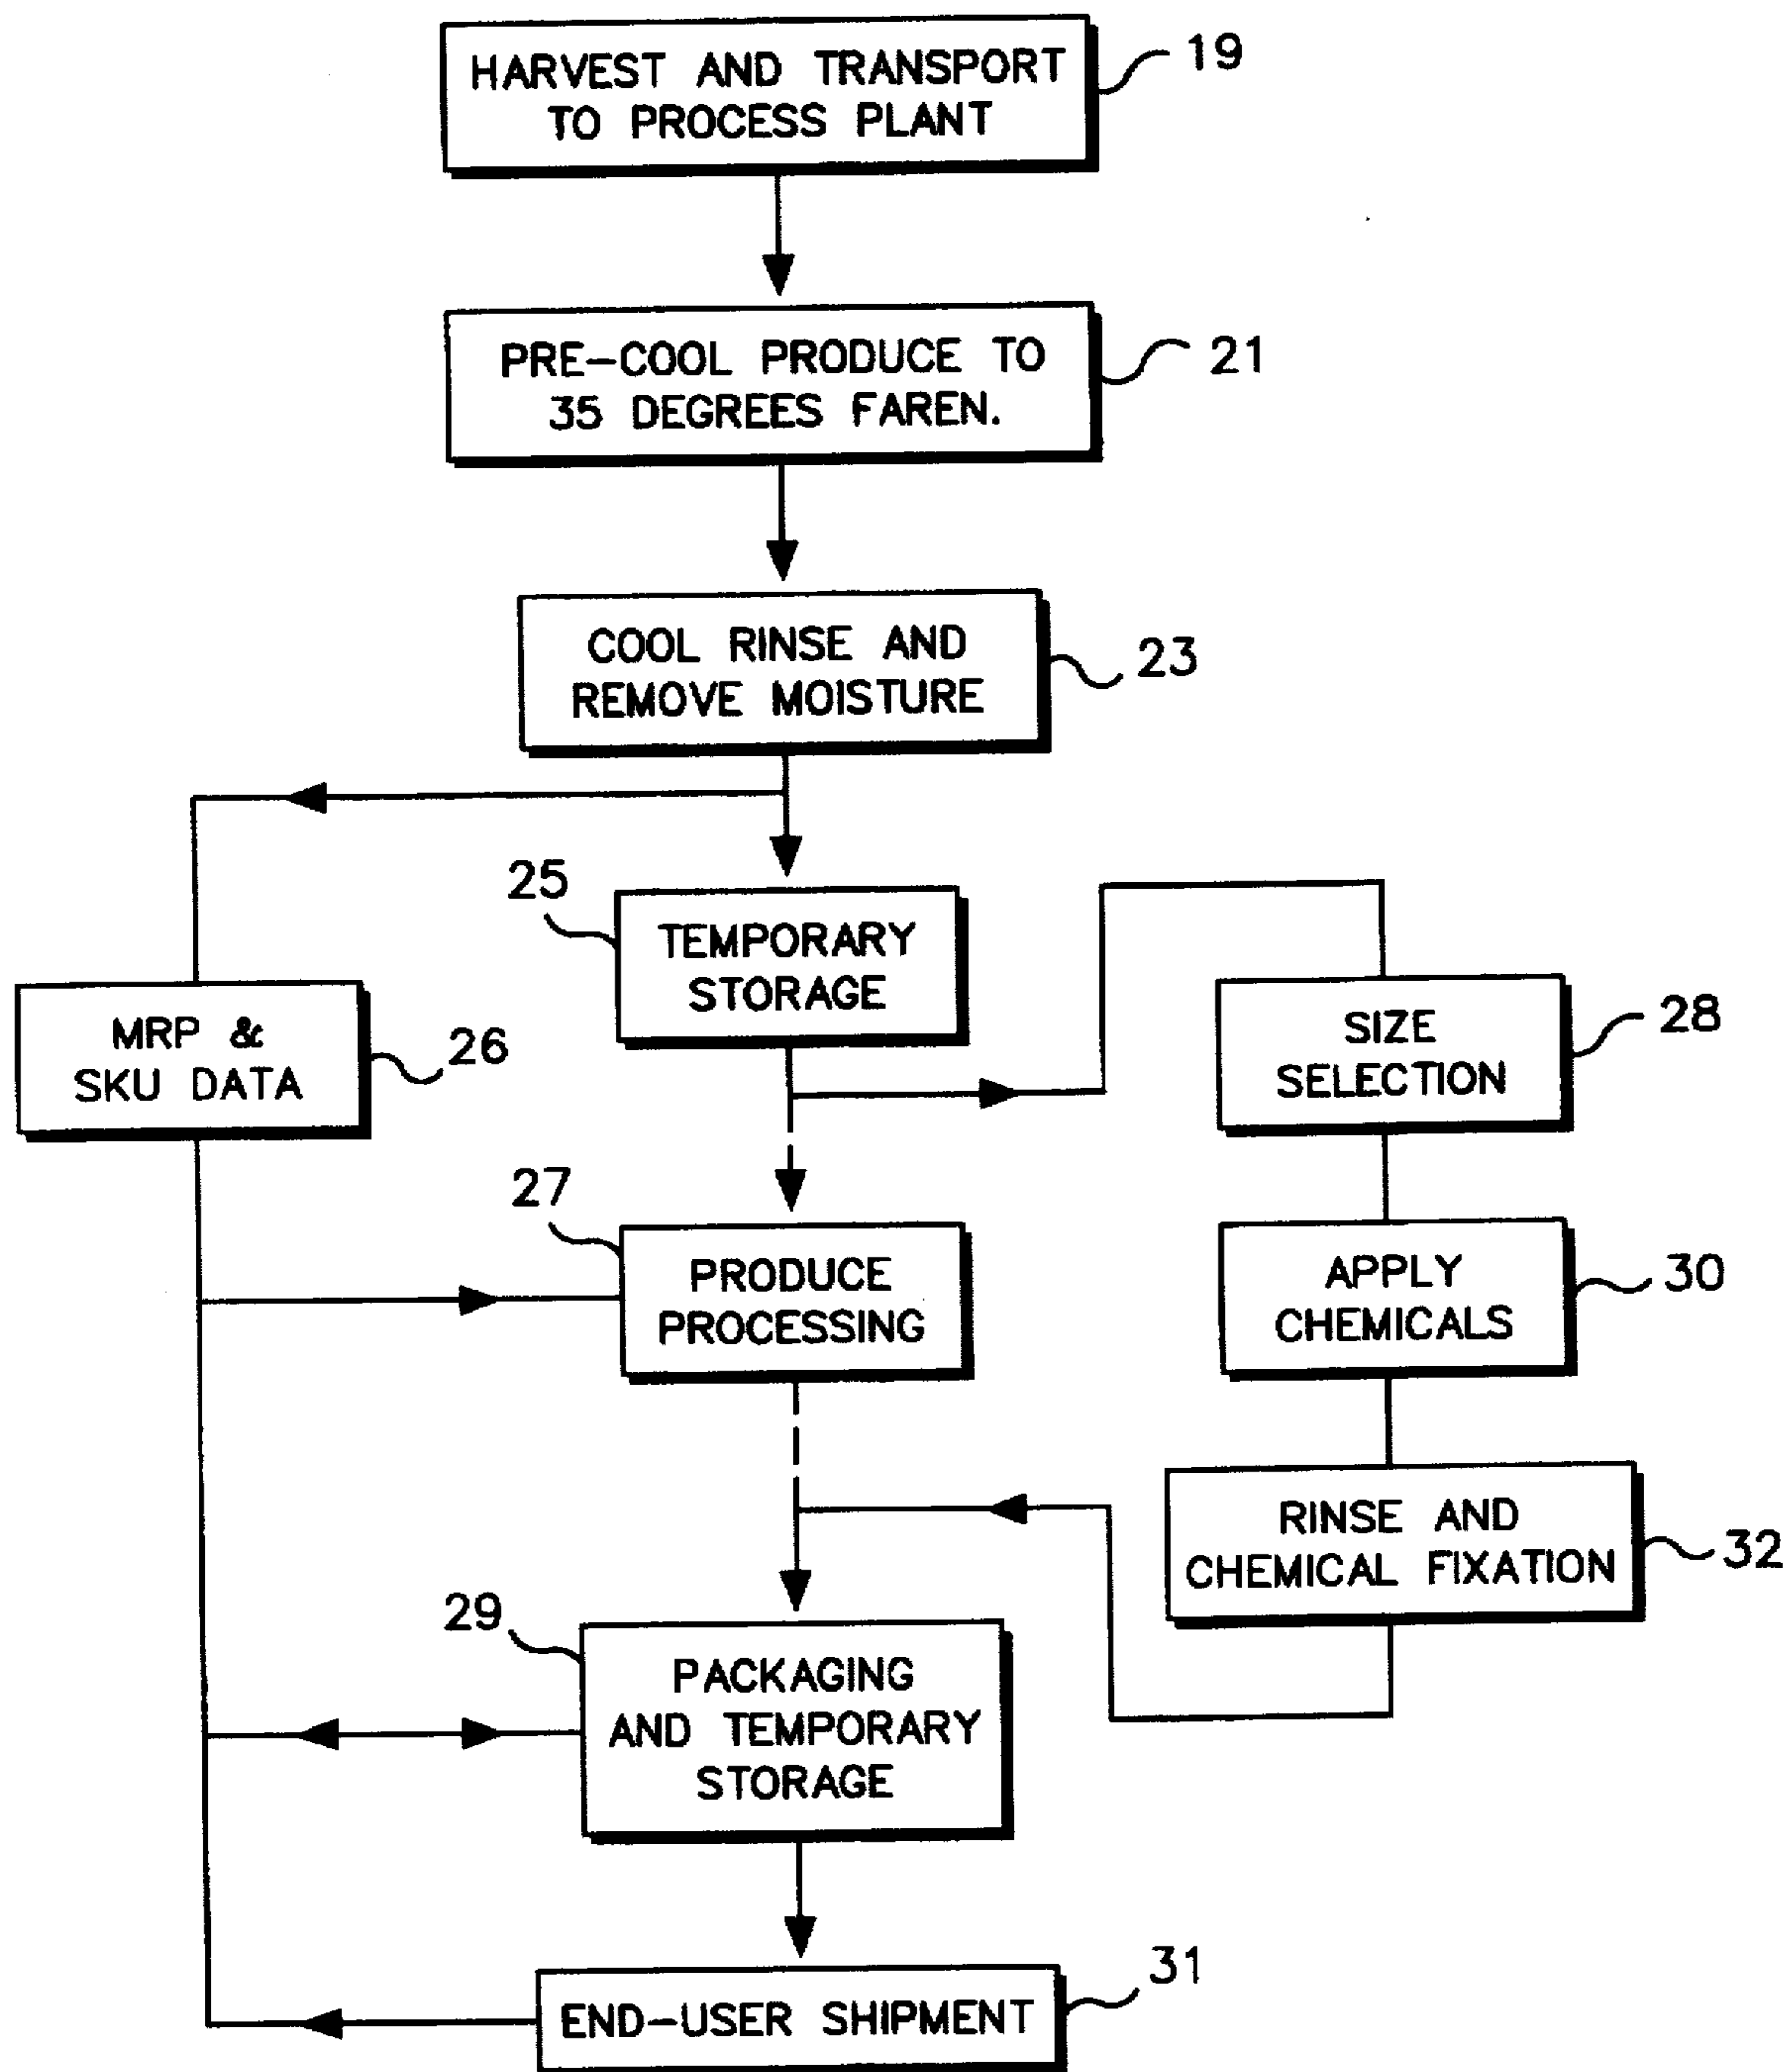 HARVEST AND TRANSPORT
TO PROCESS PLANT
19
PRE-COOL PRODUCE TO
35 DEGREES FAREN.
21
COOL RINSE AND
REMOVE MOISTURE
23
25
TEMPORARY
STORAGE
MRP &
SKU DATA
26
SIZE
SELECTION
28
27
PRODUCE
PROCESSING
APPLY
CHEMICALS
30
RINSE AND
CHEMICAL FIXATION
32
29
PACKAGING
AND TEMPORARY
STORAGE
END-USER SHIPMENT
31